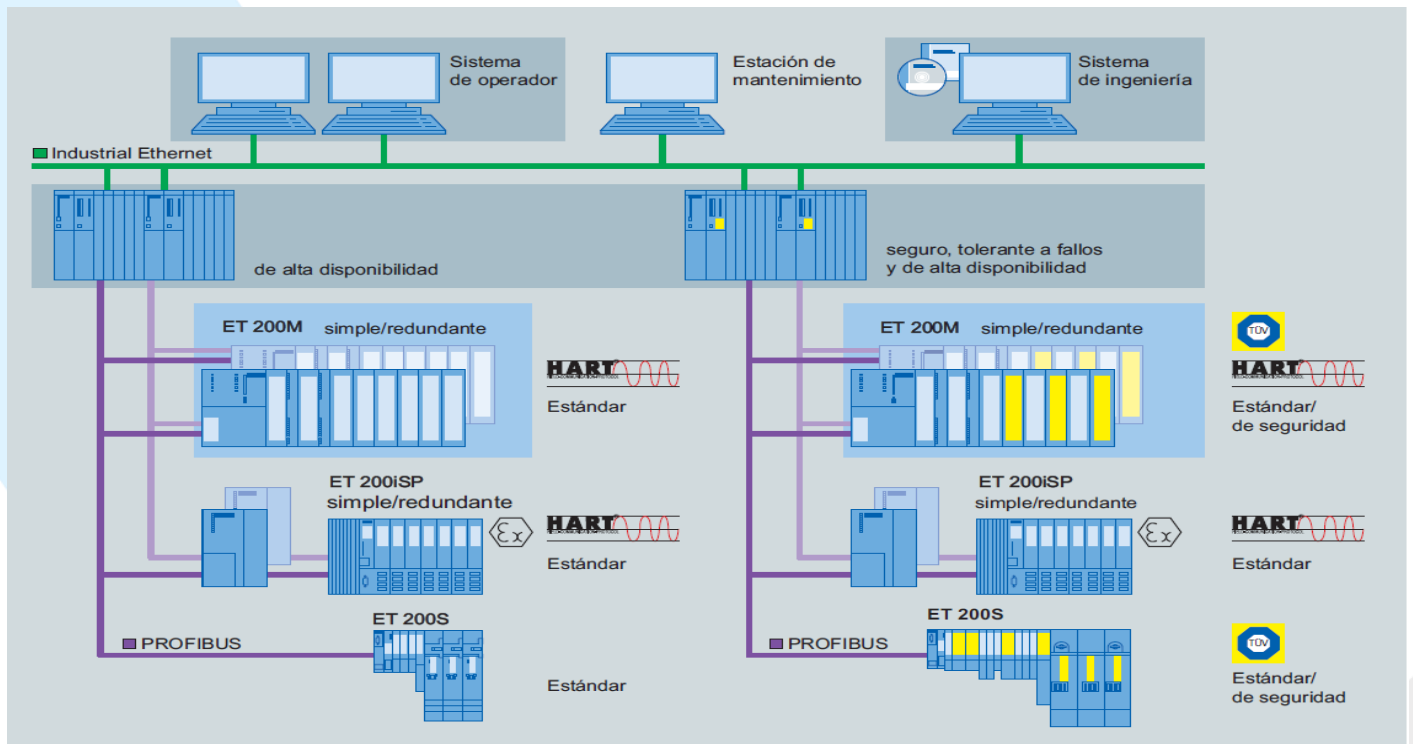 Sistema
de operador
Estación de
mantenimiento
Sistema
de ingeniería
Industrial Ethernet
de alta disponibilidad
seguro, tolerante a fallos
y de alta disponibilidad
ET 200M simple/redundante
HART
Estándar
ET 200M simple/redundante
TÜV
HART
Estándar/
de seguridad
ET 200iSP
simple/redundante
Ex
HART
Estándar
ET 200iSP
simple/redundante
Ex
HART
Estándar
PROFIBUS
ET 200S
Estándar
PROFIBUS
ET 200S
TÜV
Estándar/
de seguridad